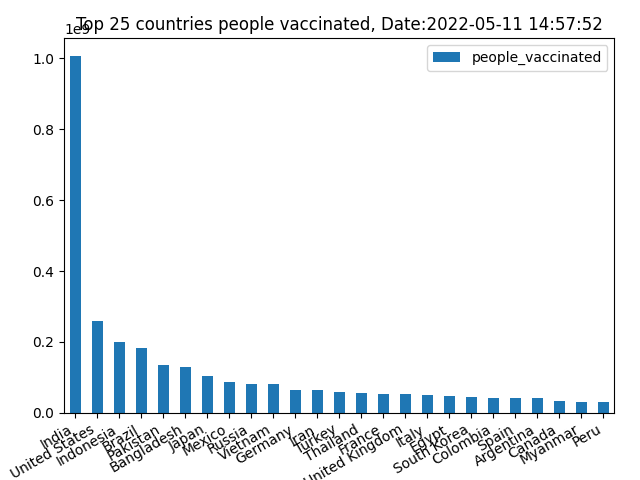 Top 25 countries people vaccinated, Date:2022-05-11 14:57:52
1e9
people_vaccinated
1.0
0.8
0.6
0.4
0.2
0.0
India
United States
Indonesia
Brazil
Pakistan
Bangladesh
Japan
Mexico
Russia
Vietnam
Germany
Iran
Turkey
Thailand
France
United Kingdom
Italy
Egypt
South Korea
Colombia
Spain
Argentina
Canada
Myanmar
Peru